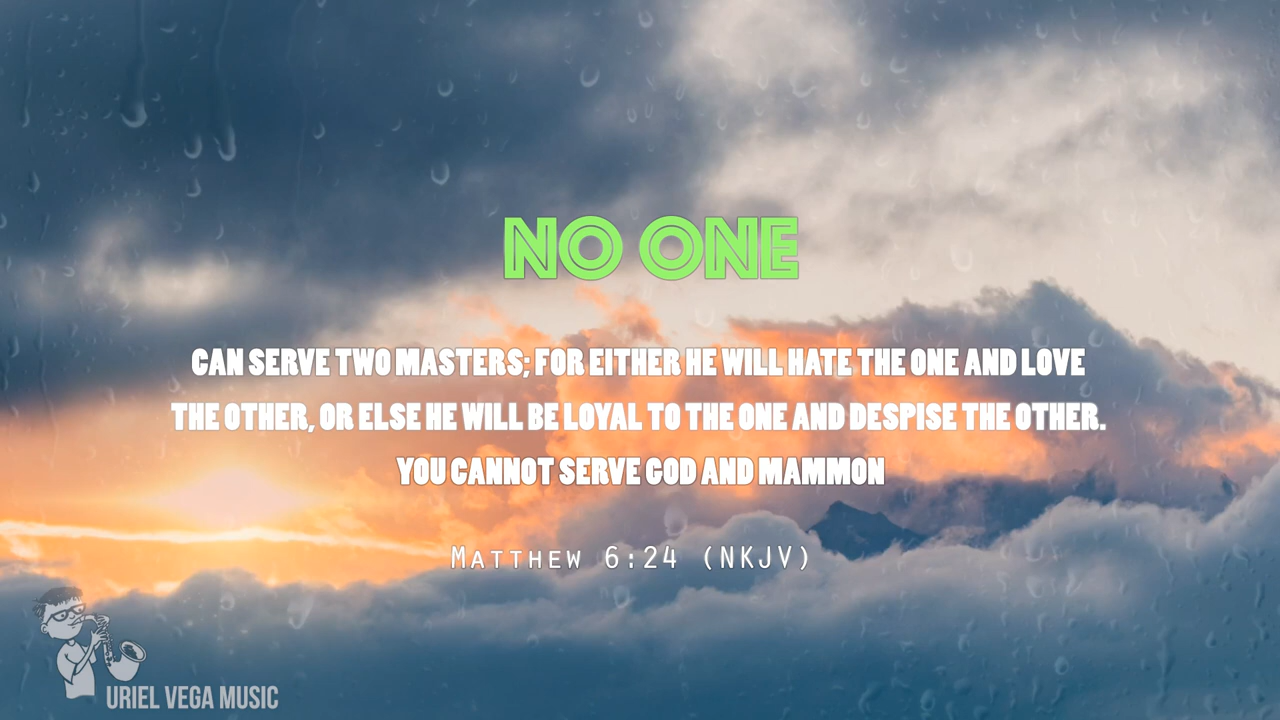 NO ONE
CAN SERVE TWO MASTERS; FOR EITHER HE WILL HATE THE ONE AND LOVE
THE OTHER, OR ELSE HE WILL BE LOYAL TO THE ONE AND DESPISE THE OTHER.
YOU CANNOT SERVE GOD AND MAMMON
Matthew 6:24 (NKJV)
URIEL VEGA MUSIC